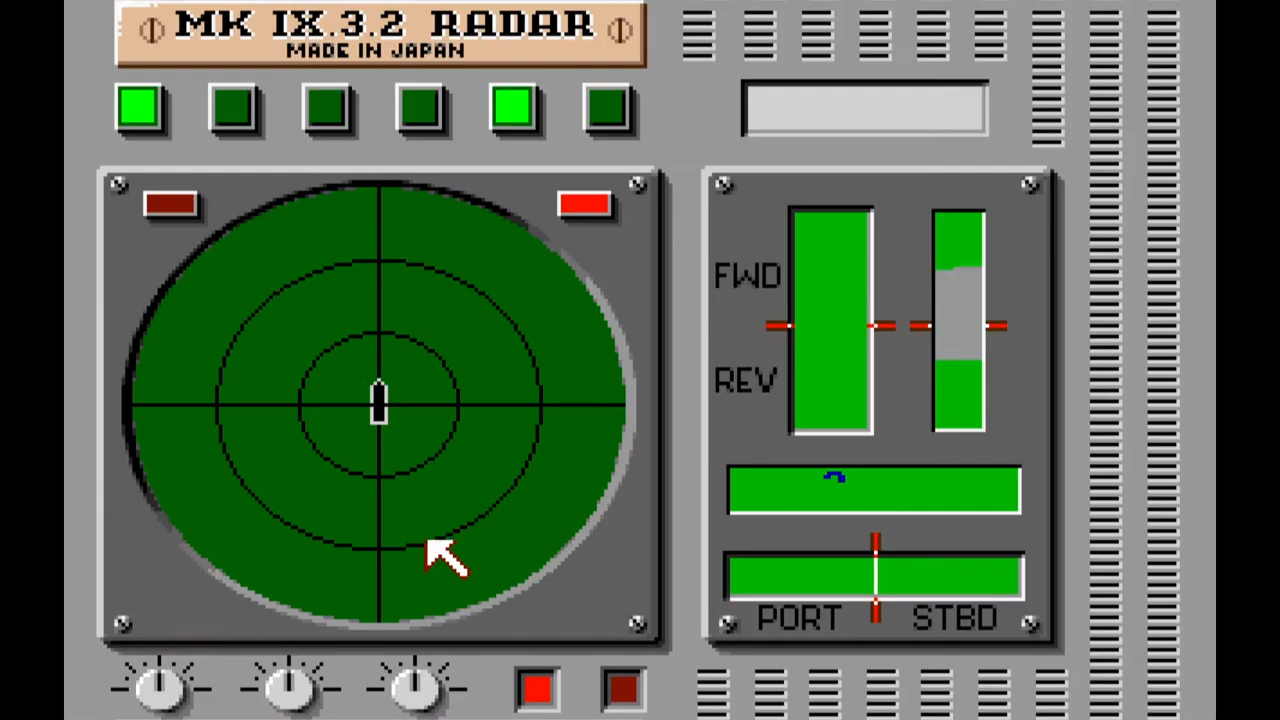 MK IX.3.2 RADAR
MADE IN JAPAN
FWD
REV
PORT STBD